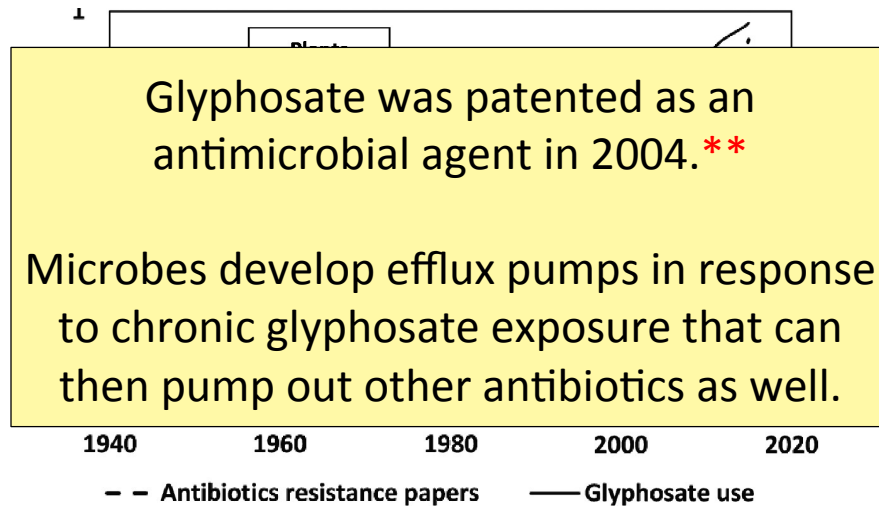 1
Glyphosate was patented as an
antimicrobial agent in 2004.**
Microbes develop efflux pumps in response
to chronic glyphosate exposure that can
then pump out other antibiotics as well.
1940 1960 1980 2000 2020
Antibiotics resistance papers Glyphosate use